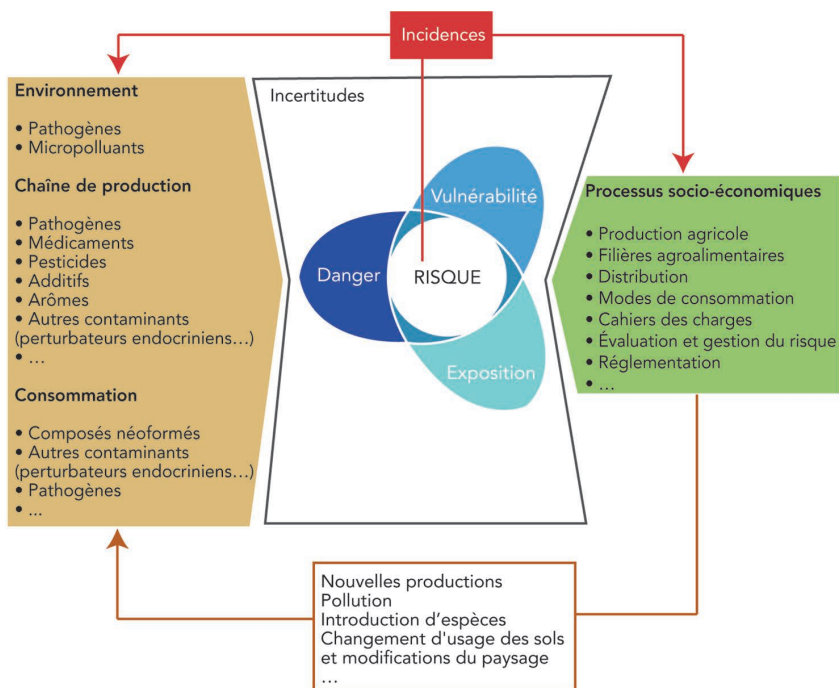 Incidences
Environnement
• Pathogènes
• Micropolluants
Chaîne de production
• Pathogènes
• Médicaments
• Pesticides
• Additifs
• Arômes
• Autres contaminants
(perturbateurs endocriniens…)
• …
Consommation
• Composés néoformés
• Autres contaminants
(perturbateurs endocriniens…)
• Pathogènes
• ...
Incertitudes
Vulnérabilité
Danger
RISQUE
Exposition
Processus socio-économiques
• Production agricole
• Filières agroalimentaires
• Distribution
• Modes de consommation
• Cahiers des charges
• Évaluation et gestion du risque
• Réglementation
• …
Nouvelles productions
Pollution
Introduction d’espèces
Changement d'usage des sols
et modifications du paysage
…